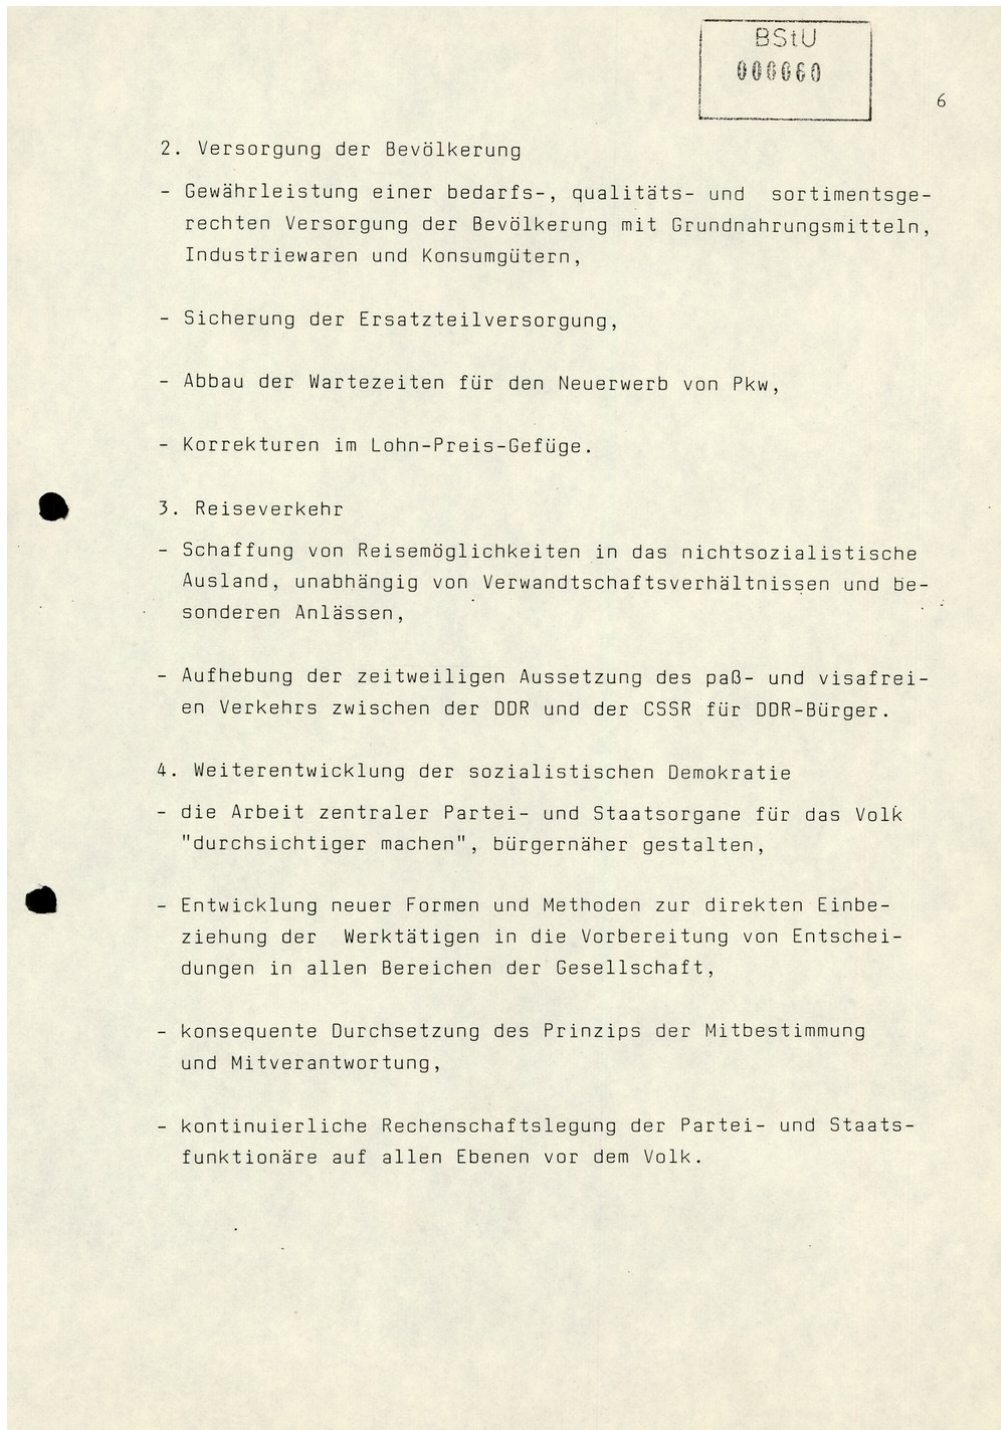 BStU
000060
6
2. Versorgung der Bevölkerung
- Gewährleistung einer bedarfs-, qualitäts- und sortimentsge-
rechten Versorgung der Bevölkerung mit Grundnahrungsmitteln,
Industriewaren und Konsumgütern,
- Sicherung der Ersatzteilversorgung,
- Abbau der Wartezeiten für den Neuerwerb von Pkw,
- Korrekturen im Lohn-Preis-Gefüge.
3. Reiseverkehr
- Schaffung von Reisemöglichkeiten in das nichtsozialistische
Ausland, unabhängig von Verwandtschaftsverhältnissen und be-
sonderen Anlässen,
- Aufhebung der zeitweiligen Aussetzung des paß- und visafrei-
en Verkehrs zwischen der DDR und der CSSR für DDR-Bürger.
4. Weiterentwicklung der sozialistischen Demokratie
- die Arbeit zentraler Partei- und Staatsorgane für das Volk
"durchsichtiger machen", bürgernäher gestalten,
- Entwicklung neuer Formen und Methoden zur direkten Einbe-
ziehung der Werktätigen in die Vorbereitung von Entschei-
dungen in allen Bereichen der Gesellschaft,
- konsequente Durchsetzung des Prinzips der Mitbestimmung
und Mitverantwortung,
- kontinuierliche Rechenschaftslegung der Partei- und Staats-
funktionäre auf allen Ebenen vor dem Volk.